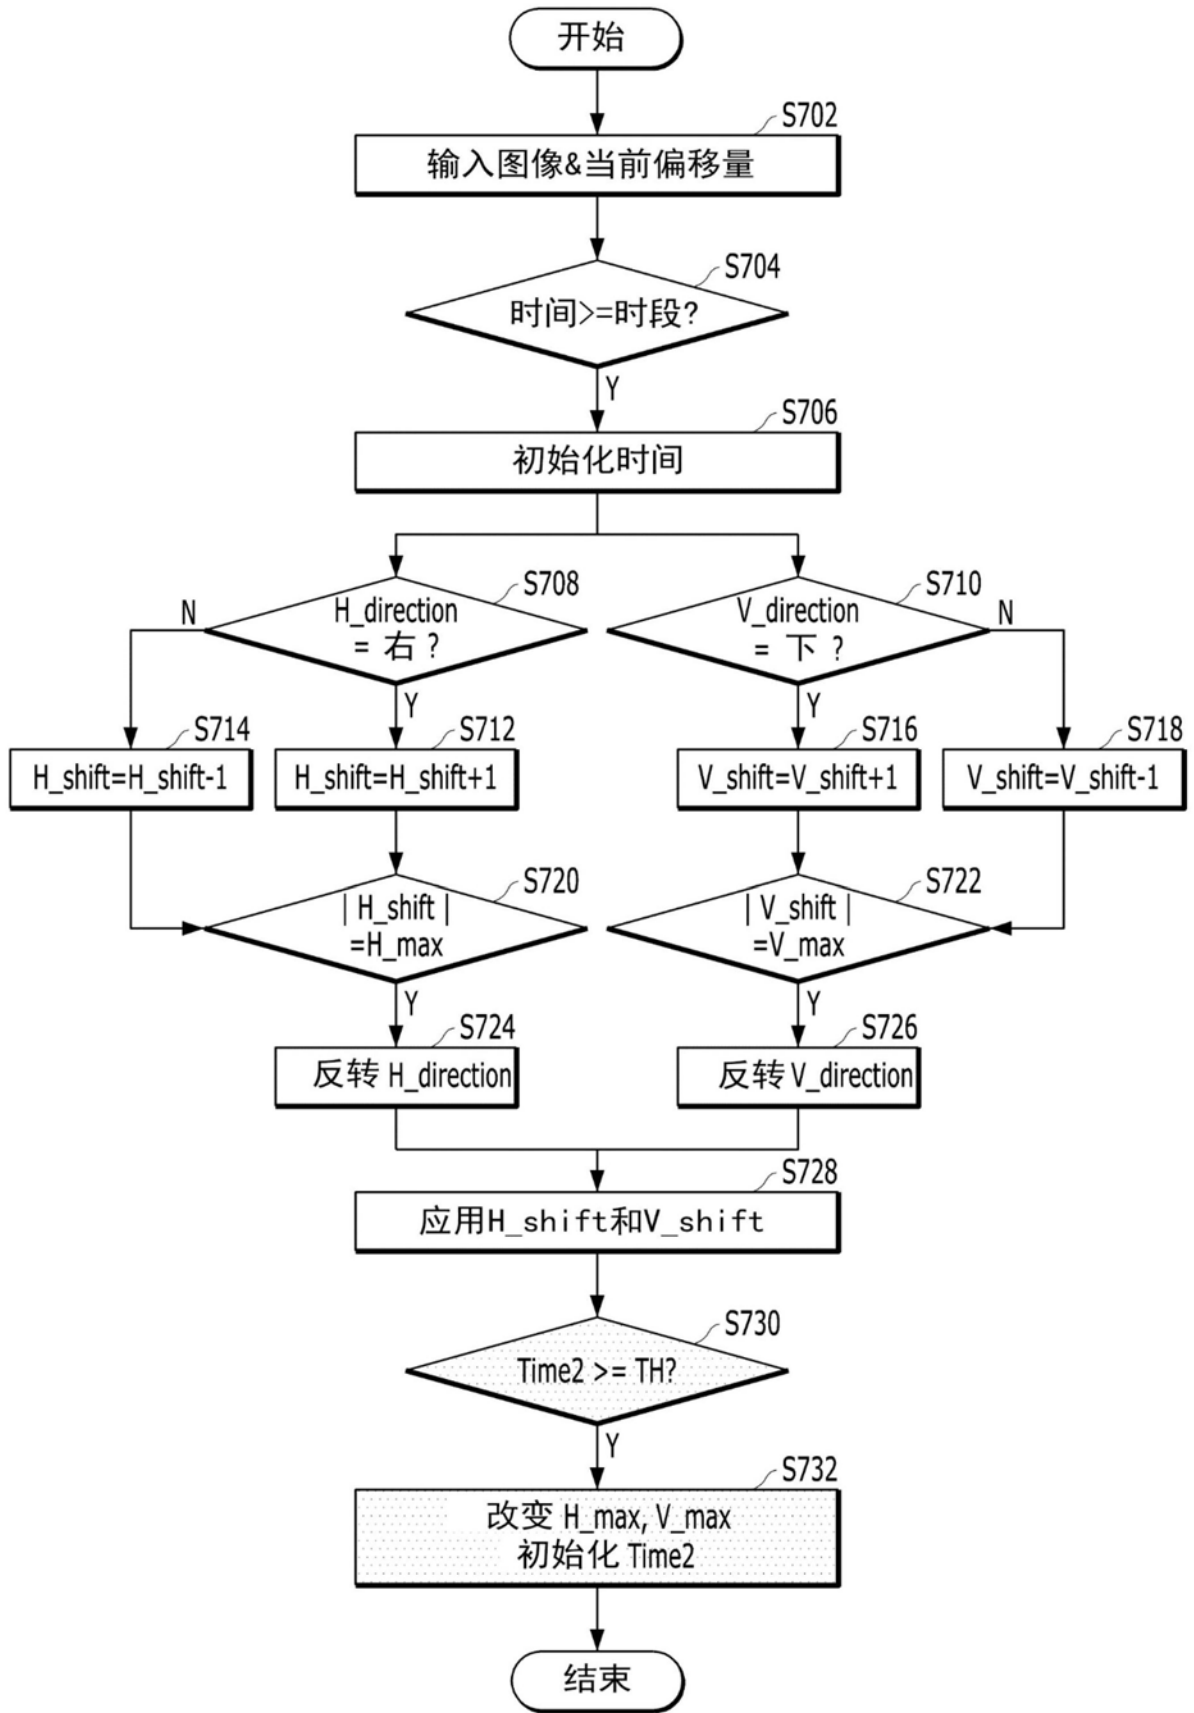 开始
S702
输入图像&当前偏移量
S704
时间>=时段?
Y
S706
初始化时间
S708
N
H_direction
= 右 ?
Y
S710
V_direction
= 下 ?
N
Y
S714
H_shift=H_shift-1
S712
H_shift=H_shift+1
S716
V_shift=V_shift+1
S718
V_shift=V_shift-1
S720
| H_shift |
=H_max
Y
S722
| V_shift |
=V_max
Y
S724
反转 H_direction
S726
反转 V_direction
S728
应用H_shift和V_shift
S730
Time2 >= TH?
Y
S732
改变 H_max, V_max
初始化 Time2
结束